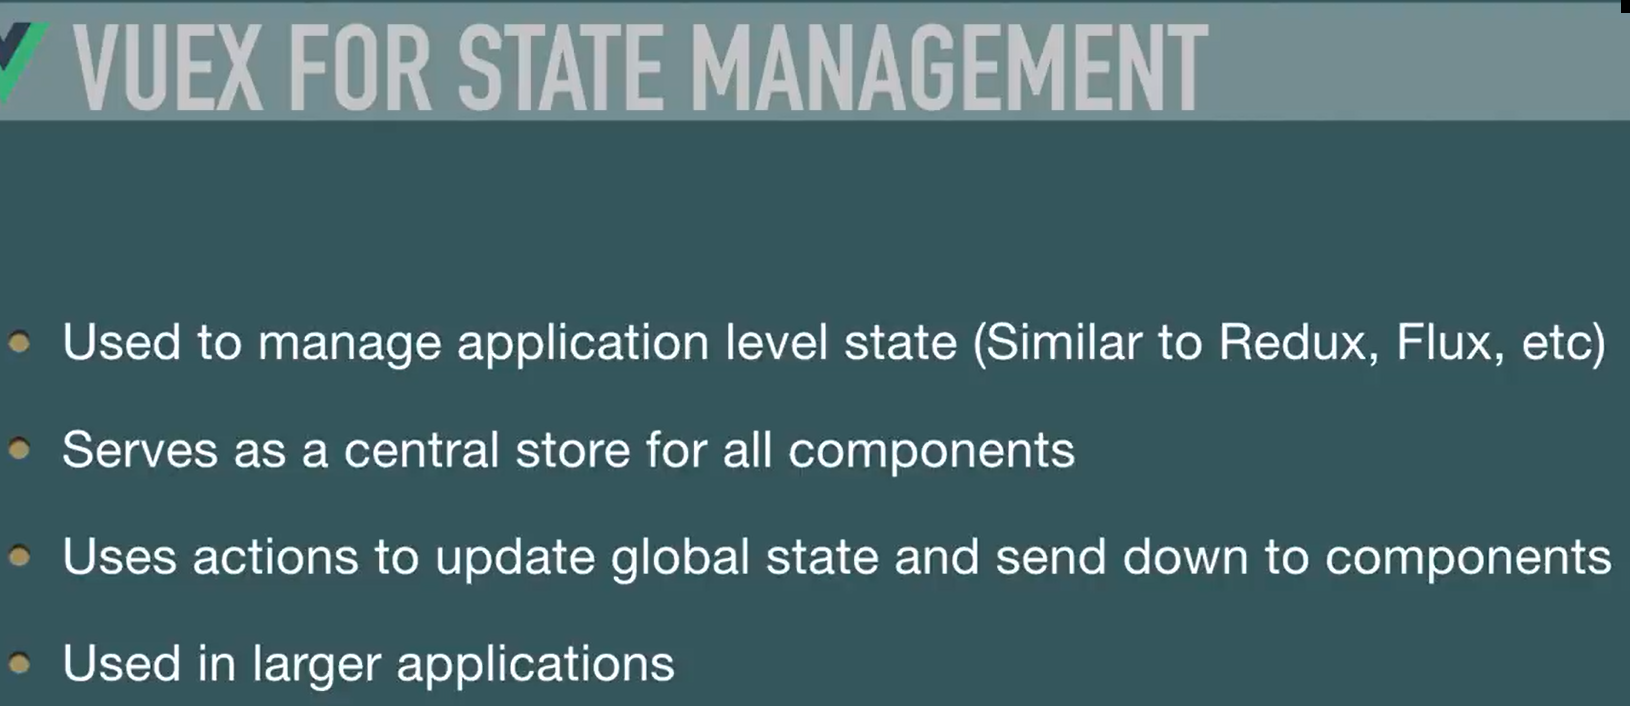 VUEX FOR STATE MANAGEMENT
Used to manage application level state (Similar to Redux, Flux, etc)
Serves as a central store for all components
Uses actions to update global state and send down to components
Used in larger applications